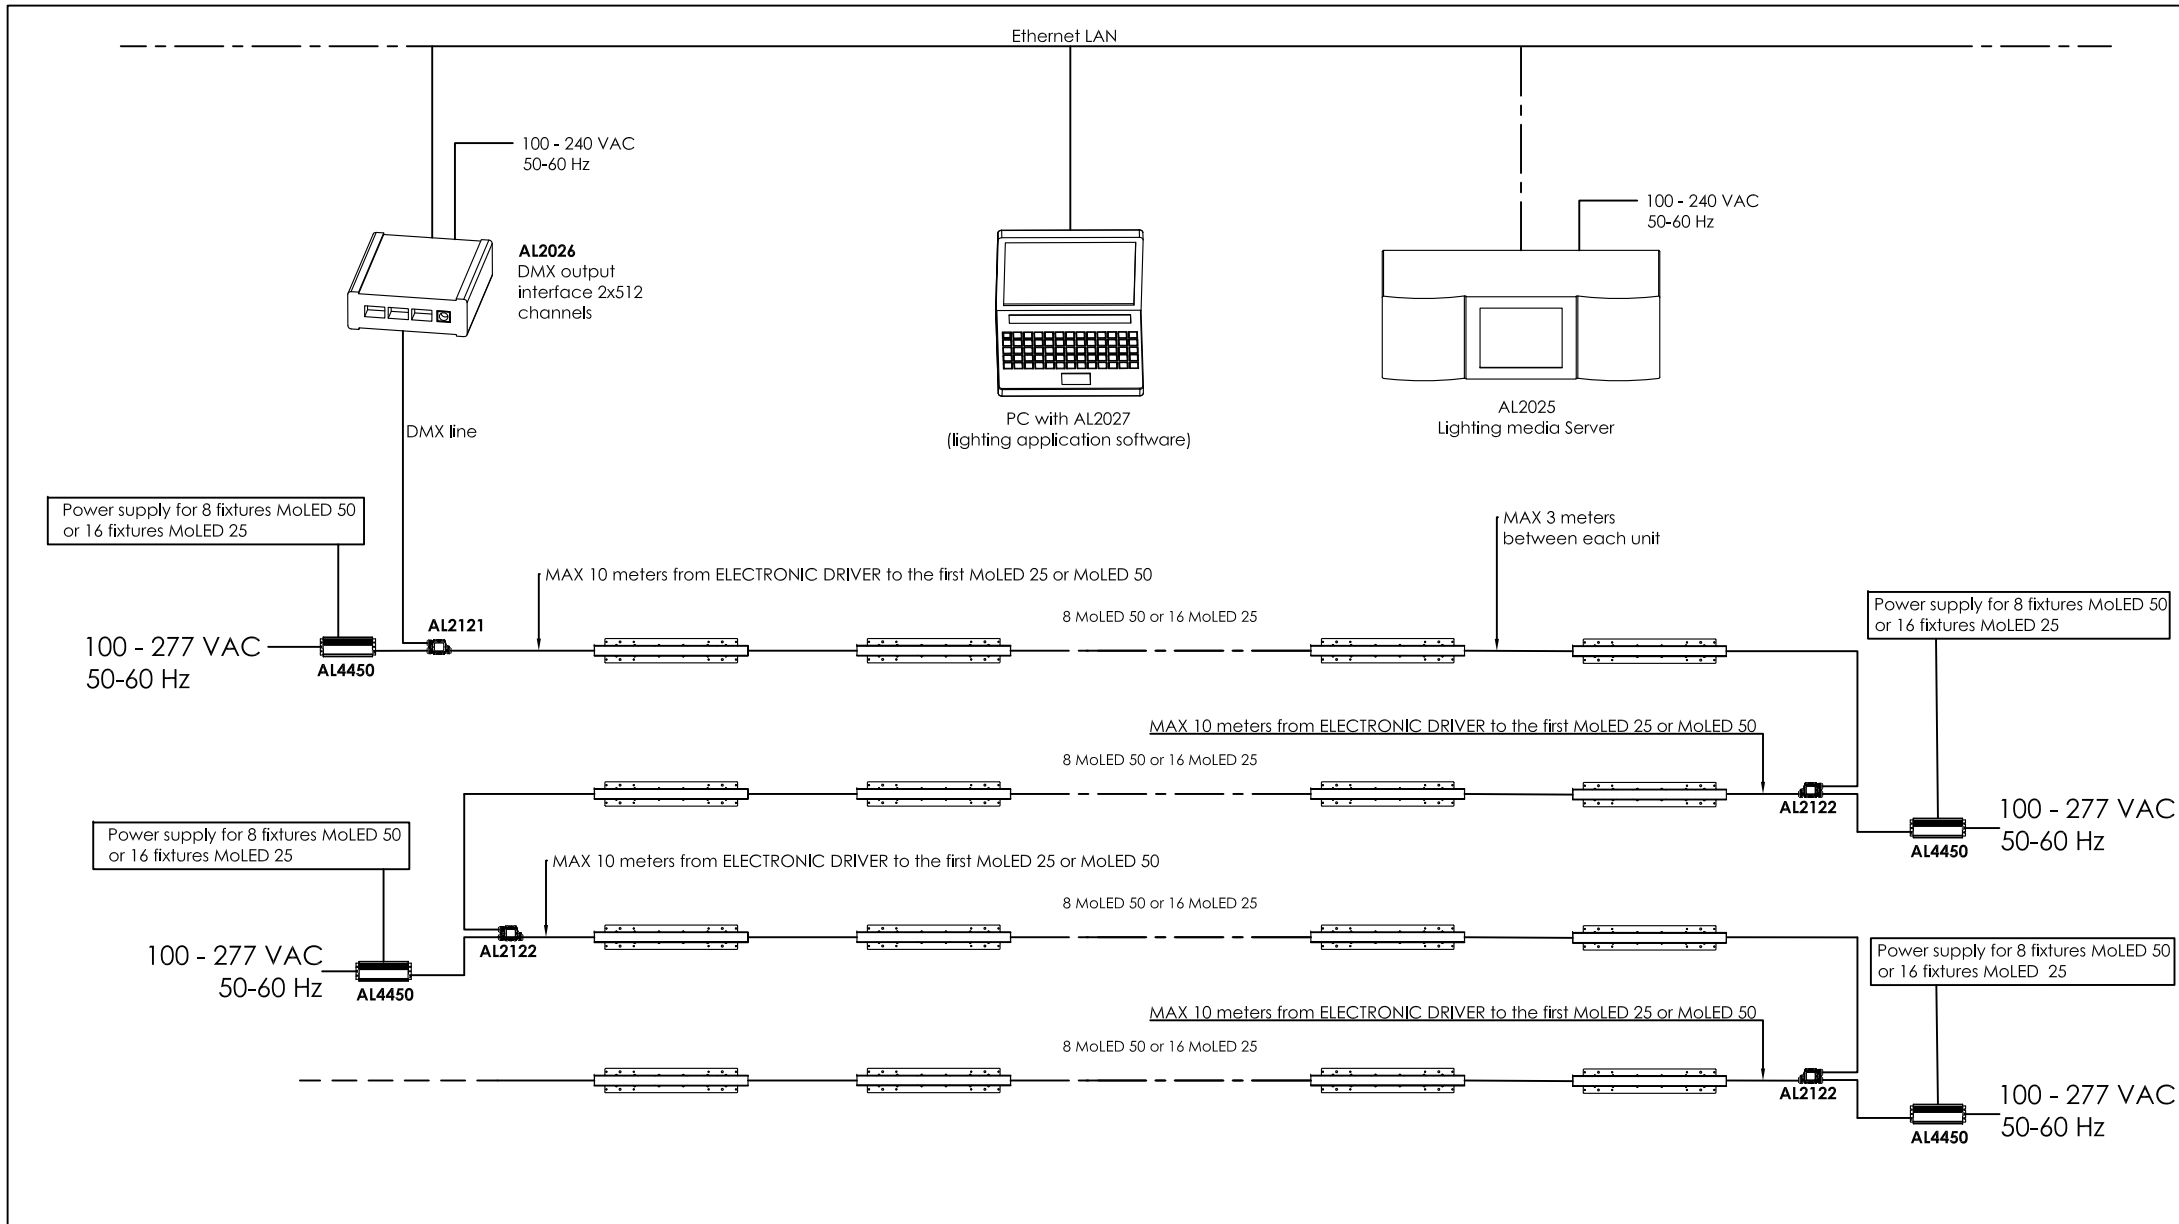 Ethernet LAN
100 - 240 VAC
50-60 Hz
AL2026
DMX output
interface 2x512
channels
100 - 240 VAC
50-60 Hz
PC with AL2027
(lighting application software)
AL2025
Lighting media Server
DMX line
Power supply for 8 fixtures MoLED 50
or 16 fixtures MoLED 25
MAX 3 meters
between each unit
MAX 10 meters from ELECTRONIC DRIVER to the first MoLED 25 or MoLED 50
8 MoLED 50 or 16 MoLED 25
Power supply for 8 fixtures MoLED 50
or 16 fixtures MoLED 25
AL2121
100 - 277 VAC
50-60 Hz
AL4450
MAX 10 meters from ELECTRONIC DRIVER to the first MoLED 25 or MoLED 50
8 MoLED 50 or 16 MoLED 25
AL2122
100 - 277 VAC
50-60 Hz
AL4450
Power supply for 8 fixtures MoLED 50
or 16 fixtures MoLED 25
MAX 10 meters from ELECTRONIC DRIVER to the first MoLED 25 or MoLED 50
8 MoLED 50 or 16 MoLED 25
AL2122
100 - 277 VAC
50-60 Hz
AL4450
Power supply for 8 fixtures MoLED 50
or 16 fixtures MoLED 25
MAX 10 meters from ELECTRONIC DRIVER to the first MoLED 25 or MoLED 50
8 MoLED 50 or 16 MoLED 25
AL2122
100 - 277 VAC
50-60 Hz
AL4450